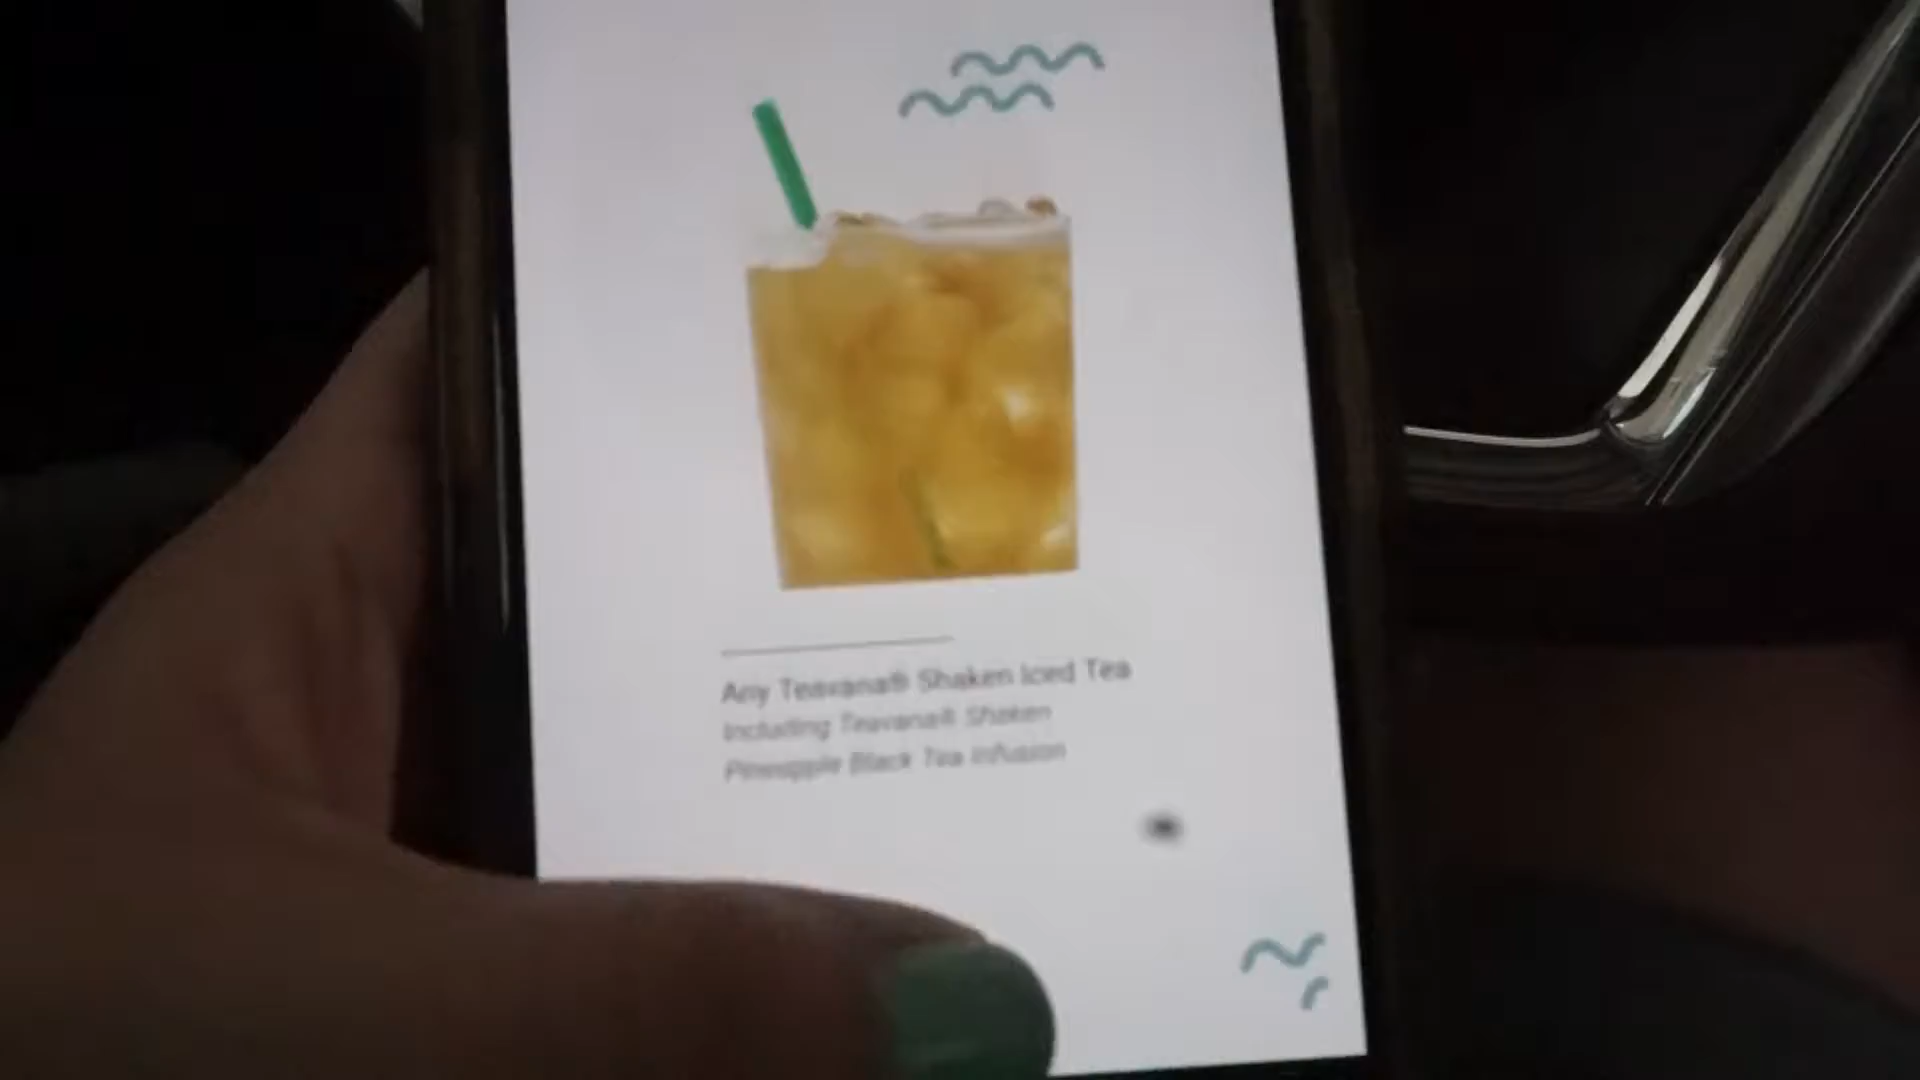 Any Teavana® Shaken Iced Tea
Including Teavana® Shaken
Pineapple Black Tea Infusion